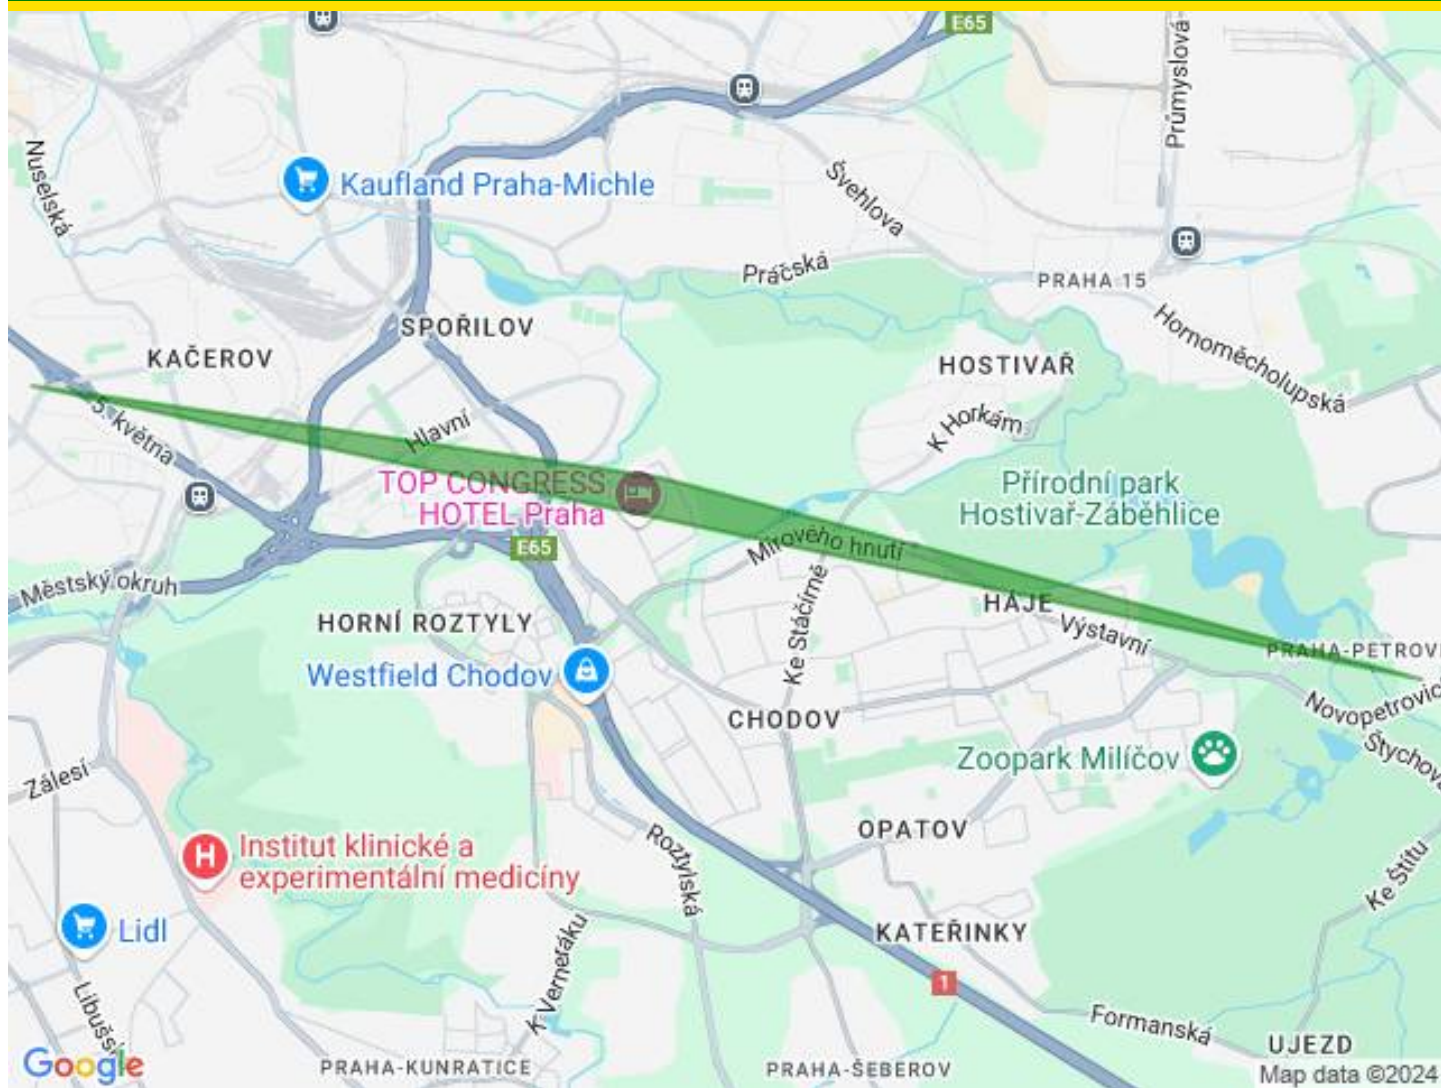 E65
Průmyslová
Nuselská
Kaufland Praha-Michle
Švehlova
Práčská
PRAHA 15
SPOŘILOV
Hornoměcholupská
KAČEROV
HOSTIVAŘ
5. května
Hlavní
K Horkám
TOP CONGRESS
HOTEL Praha
Přírodní park
Hostivař-Záběhlice
E65
Mírového hnutí
Městský okruh
HÁJE
Ke Stáčírně
HORNÍ ROZTYLY
Výstavní
PRAHA-PETROVI
Westfield Chodov
Novopetrovic
CHODOV
Štychova
Zoopark Milíčov
Zálesí
OPATOV
Roztylská
H
Institut klinické a
experimentální medicíny
Ke Štítu
Lidl
KATEŘINKY
K Verneráku
1
Libušs
Formanská
UJEZD
Google
PRAHA-KUNRATICE
PRAHA-ŠEBEROV
Map data ©2024